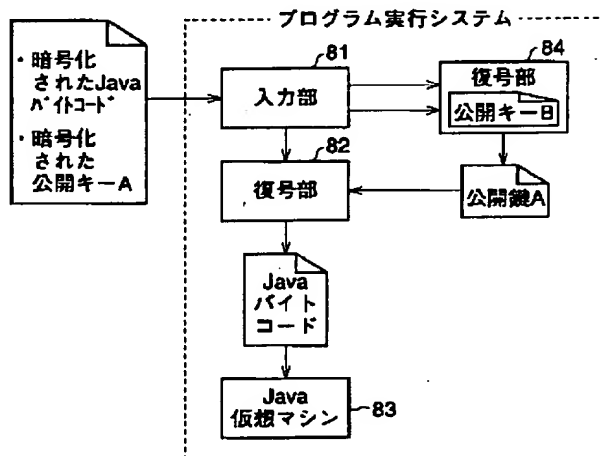 プログラム実行システム
・暗号化
されたJava
バイトコード
・暗号化
された
公開キーA
81
入力部
84
復号部
公開キーB
82
復号部
公開鍵A
Java
バイト
コード
Java
仮想マシン
83